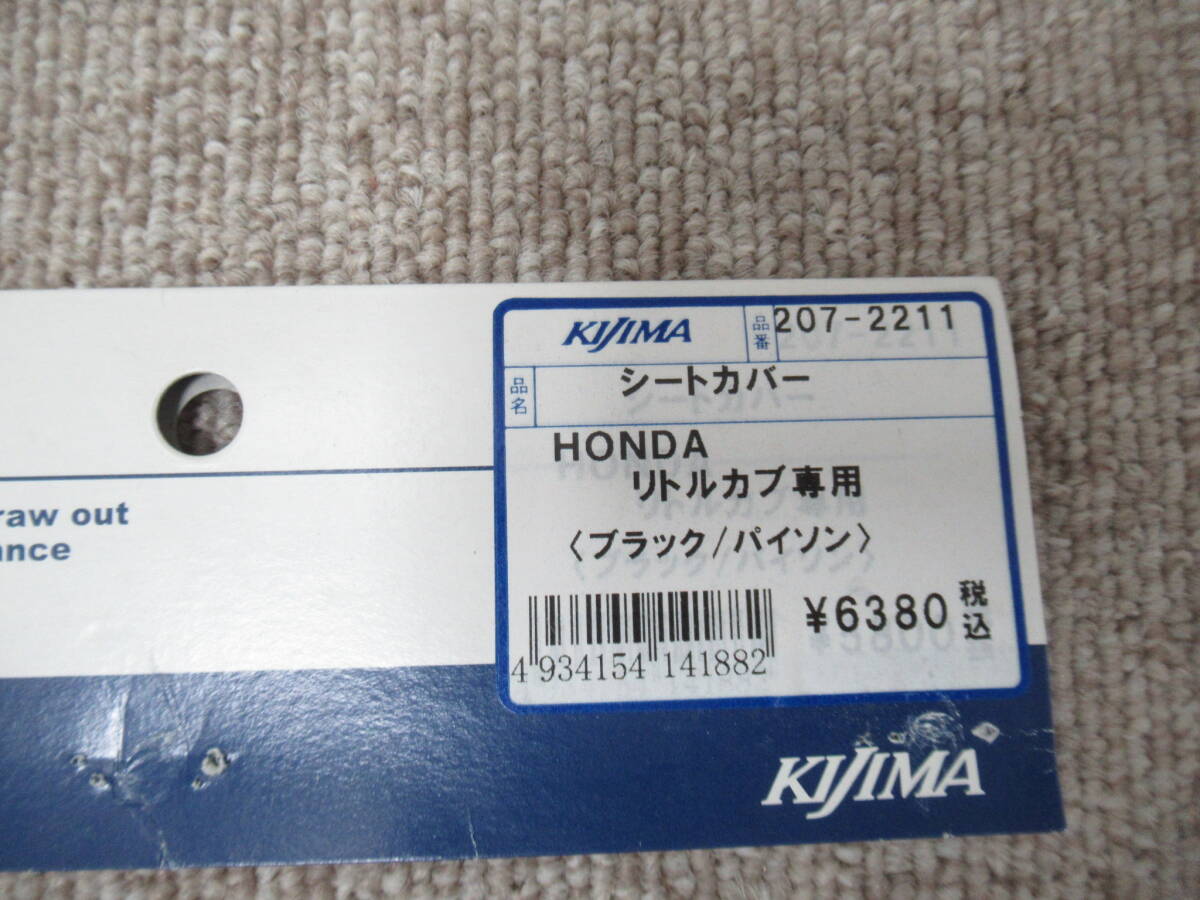 KIJIMA 品番 207-2211
品名 シートカバー
HONDA
リトルカブ専用
〈ブラック/パイソン〉
¥6380 税込
4 934154 141882
raw out
ance
KIJIMA